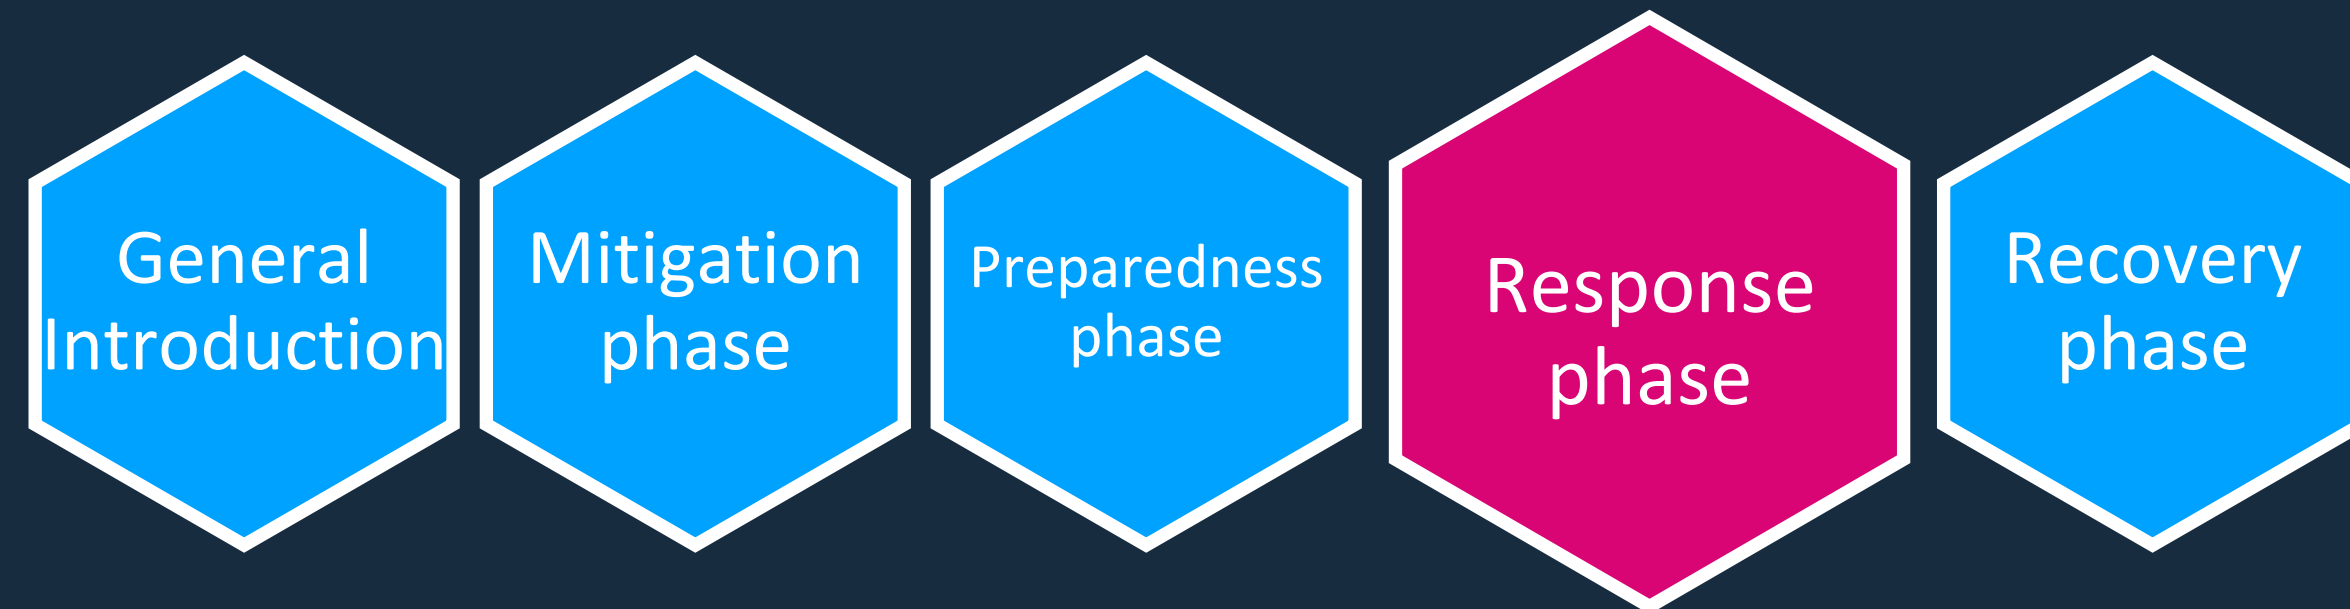 General
Introduction
Mitigation
phase
Preparedness
phase
Response
phase
Recovery
phase